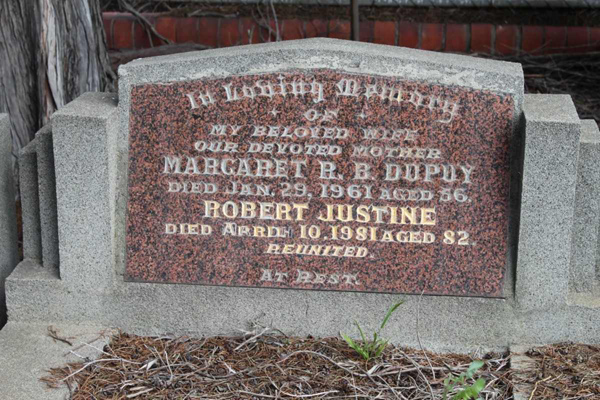 In Loving Memory
OF
MY BELOVED WIFE
OUR DEVOTED MOTHER
MARGARET R. B. DUPUY
DIED JAN. 29, 1961 AGED 56.
ROBERT JUSTINE
DIED APRIL 10 1981 AGED 82.
REUNITED.
AT REST.